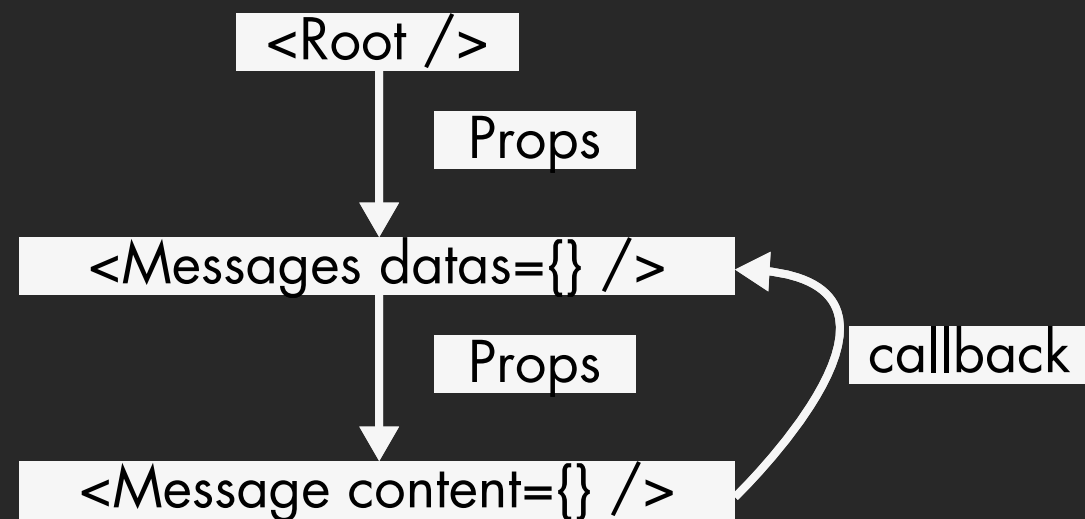 <Root />
Props
<Messages datas={} />
Props
callback
<Message content={} />